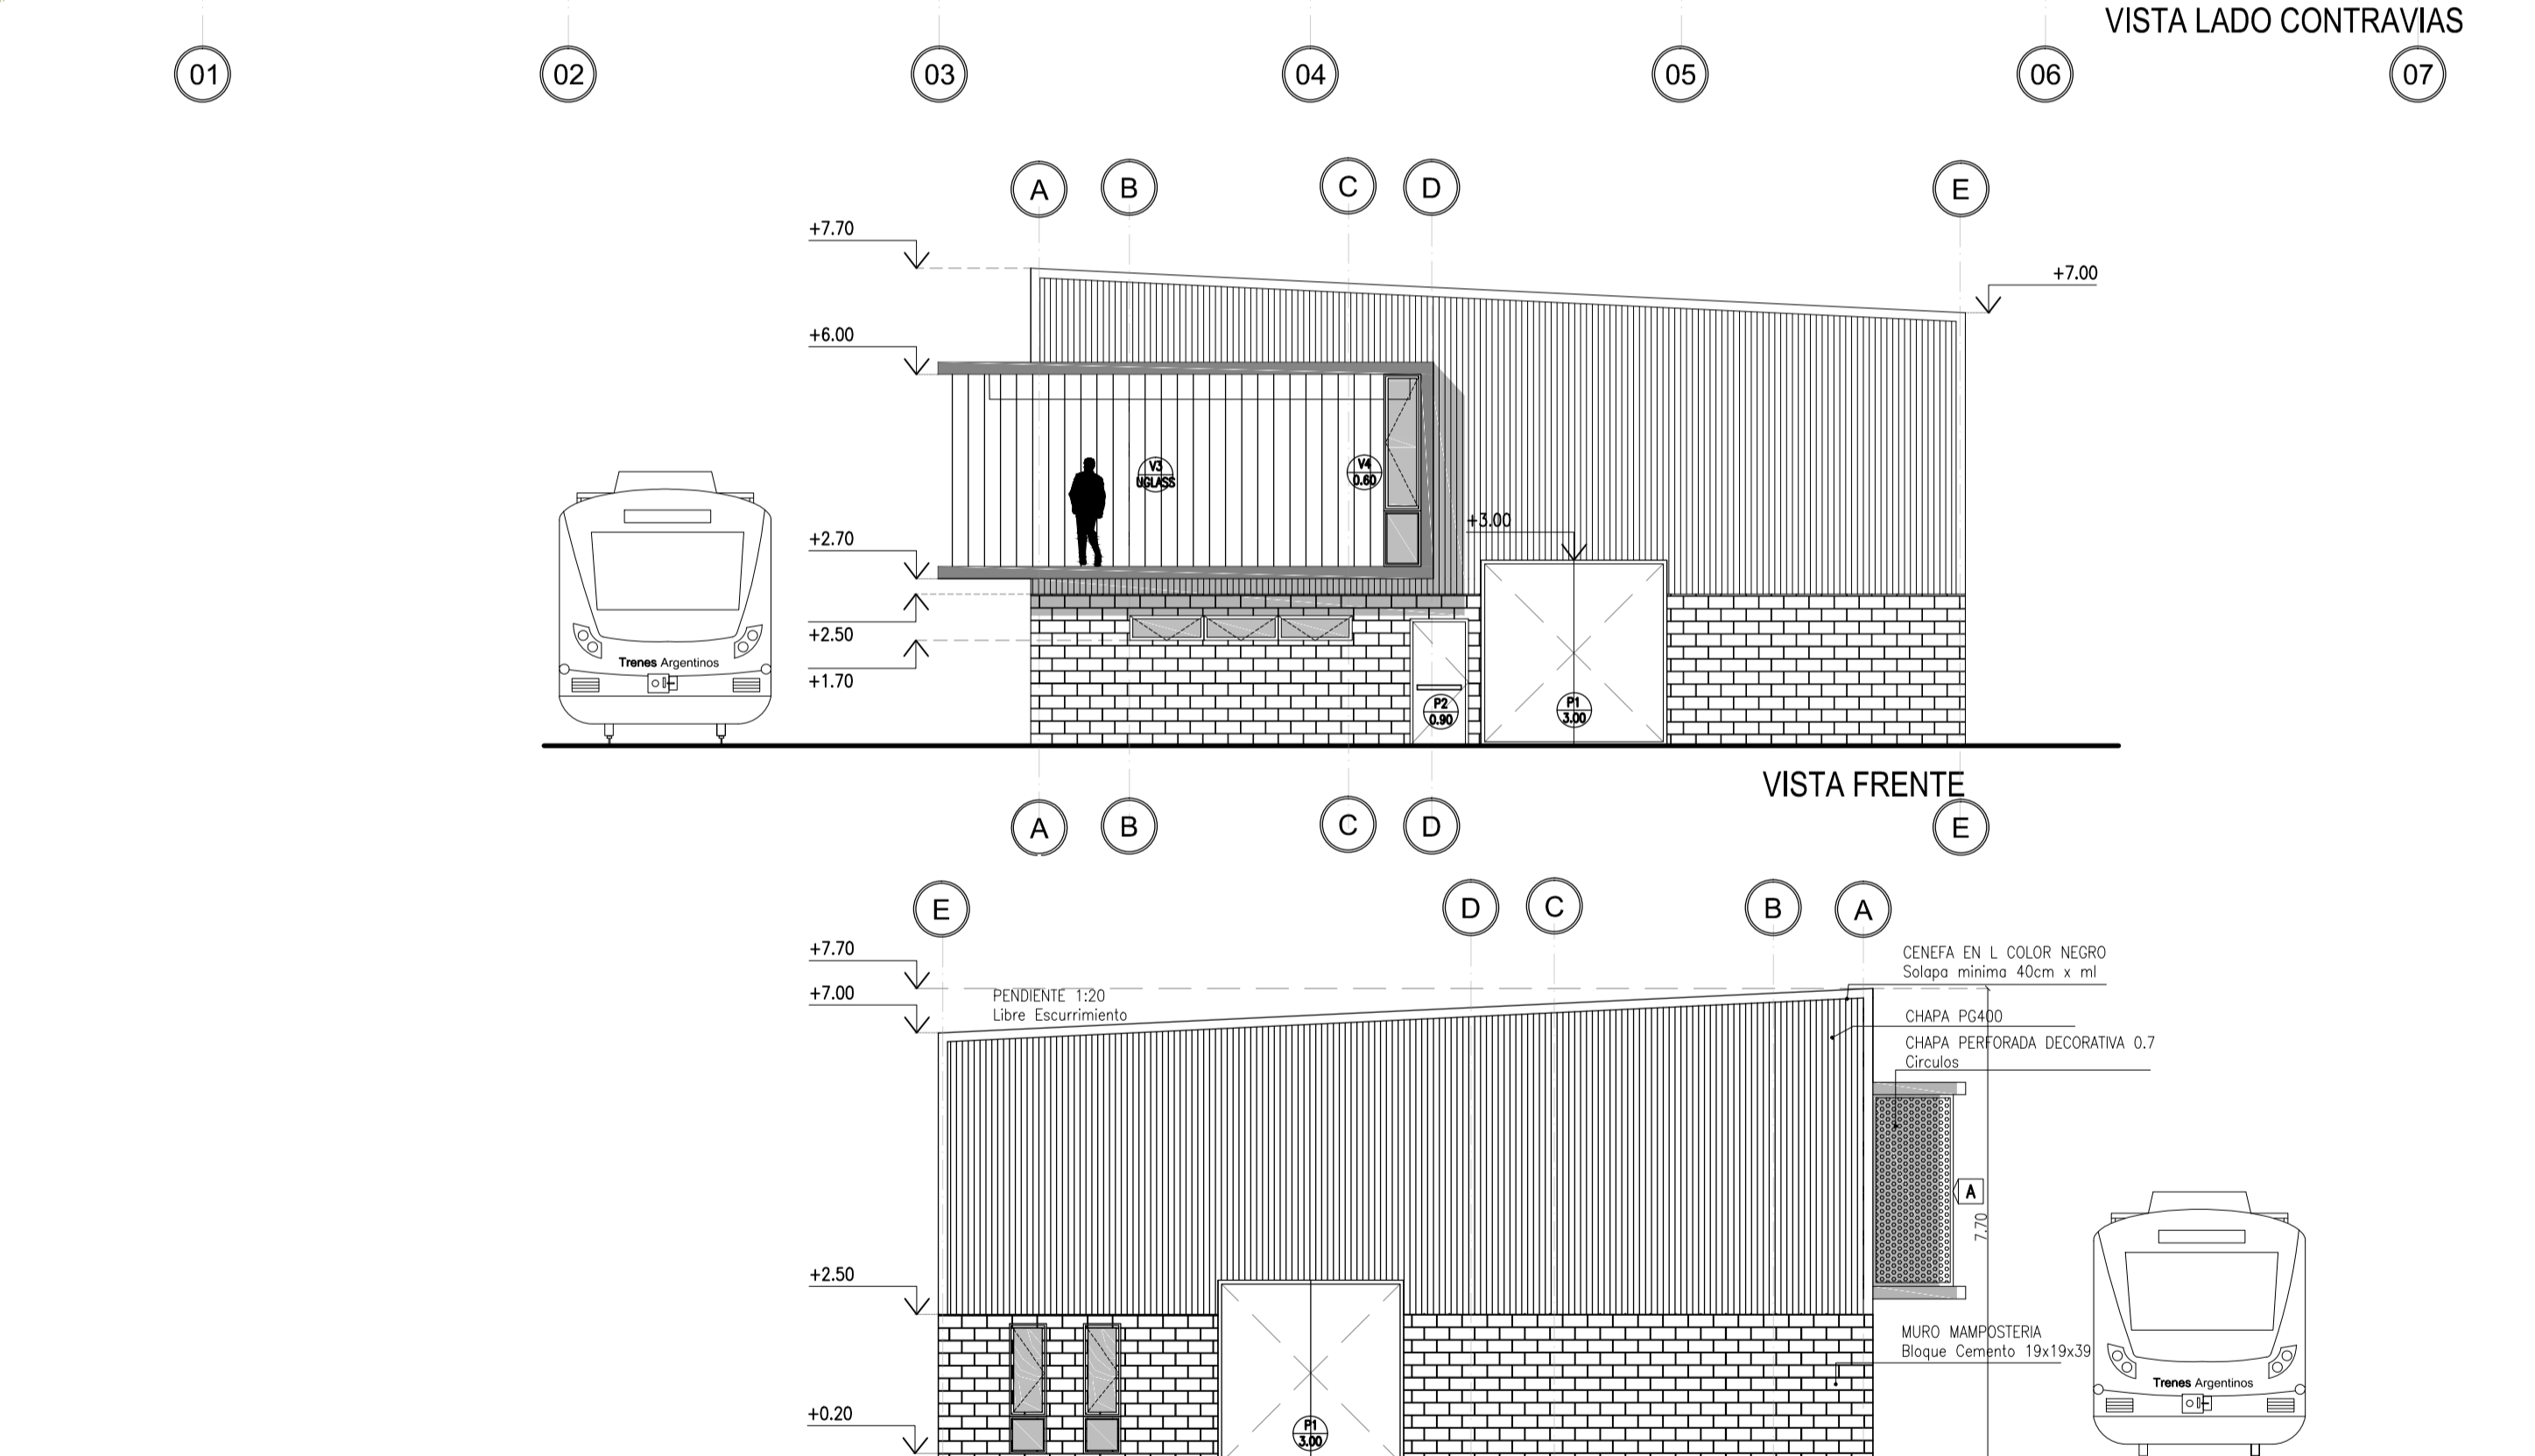 VISTA LADO CONTRAVIAS
01
02
03
04
05
06
07
A
B
C
D
E
+7.70
+7.00
+6.00
V3
UGLASS
V4
0.60
+3.00
+2.70
+2.50
Trenes Argentinos
+1.70
P2
0.90
P1
3.00
VISTA FRENTE
A
B
C
D
E
E
D
C
B
A
+7.70
CENEFA EN L COLOR NEGRO
Solapa minima 40cm x ml
+7.00
PENDIENTE 1:20
Libre Escurrimiento
CHAPA PG400
CHAPA PERFORADA DECORATIVA 0.7
Circulos
A
7.70
+2.50
MURO MAMPOSTERIA
Bloque Cemento 19x19x39
Trenes Argentinos
+0.20
P1
3.00